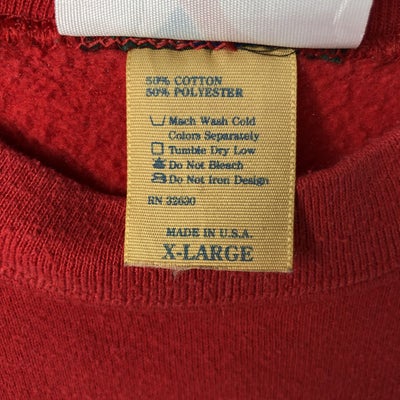 50% COTTON
50% POLYESTER
Mach Wash Cold
Colors Separately
Tumble Dry Low
Do Not Bleach
Do Not Iron Design
RN 32630
MADE IN U.S.A.
X-LARGE